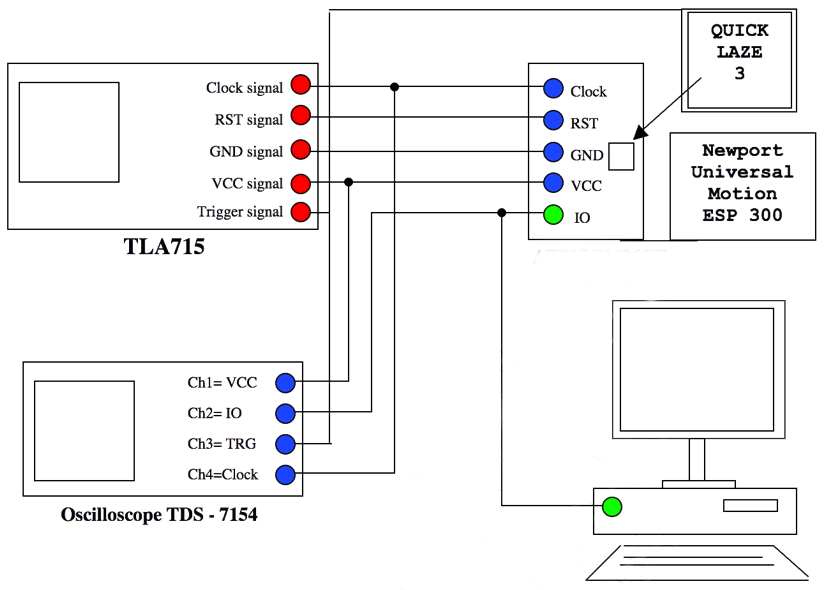 QUICK
LAZE
3
Clock signal
RST signal
GND signal
VCC signal
Trigger signal
TLA715
Clock
RST
GND
VCC
IO
Newport
Universal
Motion
ESP 300
Ch1= VCC
Ch2= IO
Ch3= TRG
Ch4=Clock
Oscilloscope TDS - 7154